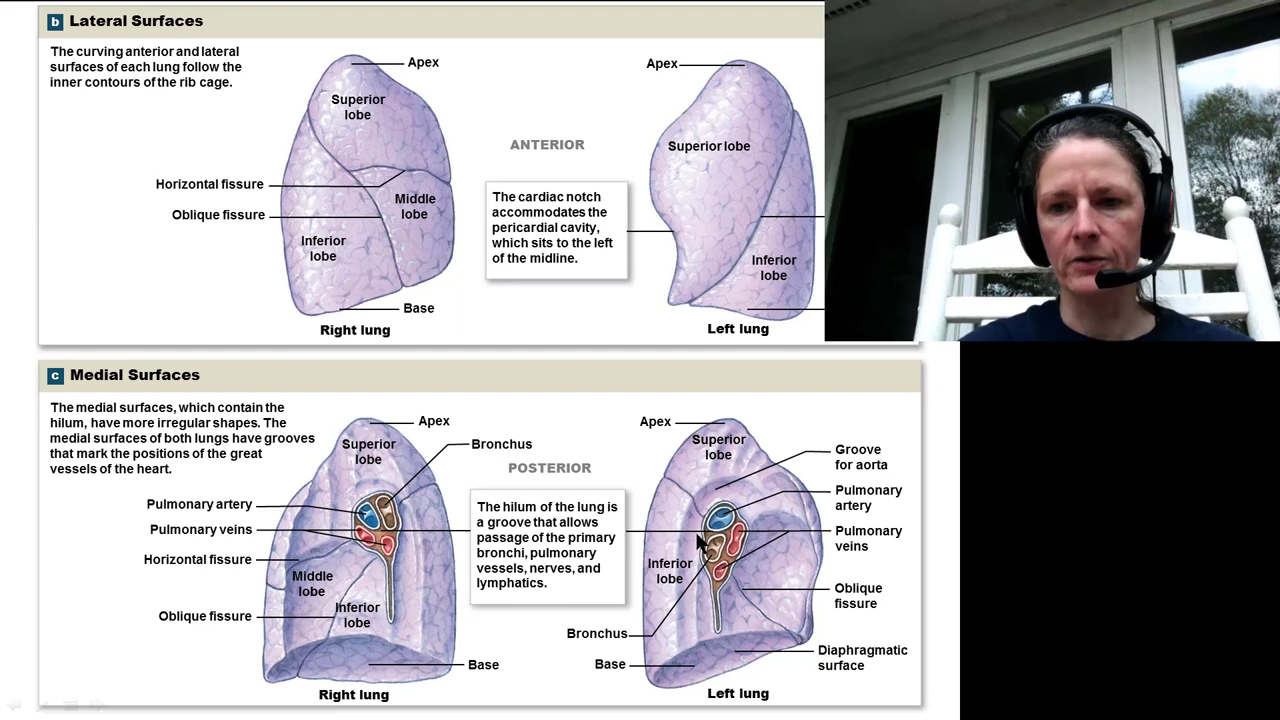 b Lateral Surfaces
The curving anterior and lateral
surfaces of each lung follow the
inner contours of the rib cage.
Apex
Superior
lobe
Horizontal fissure
Oblique fissure
Middle
lobe
Inferior
lobe
Base
Right lung
ANTERIOR
The cardiac notch
accommodates the
pericardial cavity,
which sits to the left
of the midline.
Apex
Superior lobe
Inferior
lobe
Left lung
c Medial Surfaces
The medial surfaces, which contain the
hilum, have more irregular shapes. The
medial surfaces of both lungs have grooves
that mark the positions of the great
vessels of the heart.
Apex
Superior
lobe
Bronchus
Pulmonary artery
Pulmonary veins
Horizontal fissure
Middle
lobe
Oblique fissure
Inferior
lobe
Base
Right lung
POSTERIOR
The hilum of the lung is
a groove that allows
passage of the primary
bronchi, pulmonary
vessels, nerves, and
lymphatics.
Apex
Superior
lobe
Groove
for aorta
Pulmonary
artery
Pulmonary
veins
Inferior
lobe
Oblique
fissure
Bronchus
Base
Diaphragmatic
surface
Left lung